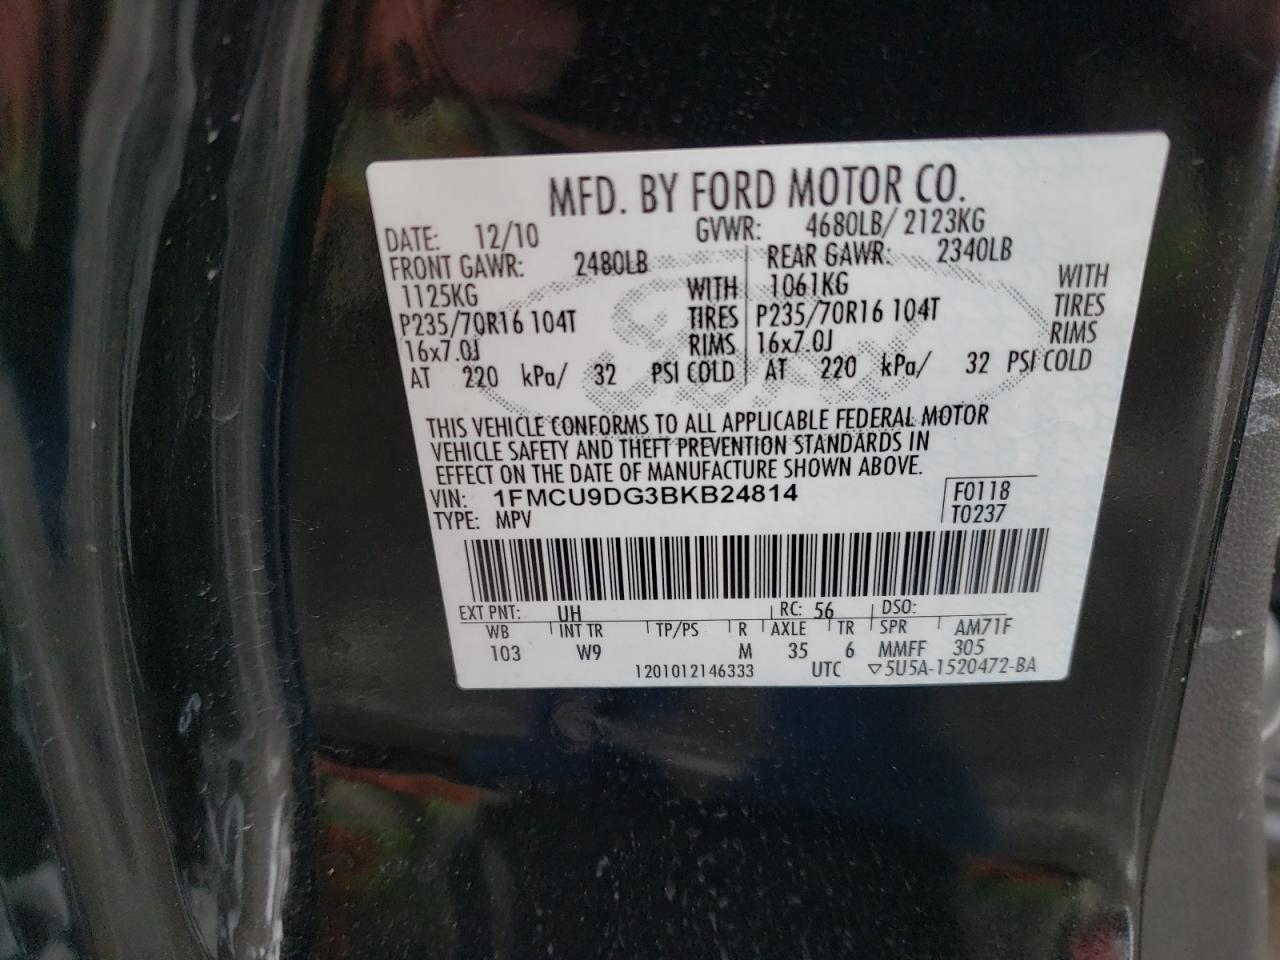 MFD. BY FORD MOTOR CO.
DATE: 12/10 GVWR: 4680LB/ 2123KG
FRONT GAWR: 2480LB REAR GAWR: 2340LB
1125KG WITH 1061KG WITH
P235/70R16 104T TIRES P235/70R16 104T TIRES
16x7.0J RIMS 16x7.0J RIMS
AT 220 kPa/ 32 PSI COLD AT 220 kPa/ 32 PSI COLD
THIS VEHICLE CONFORMS TO ALL APPLICABLE FEDERAL MOTOR
VEHICLE SAFETY AND THEFT PREVENTION STANDARDS IN
EFFECT ON THE DATE OF MANUFACTURE SHOWN ABOVE.
VIN: 1FMCU9DG3BKB24814 F0118
TYPE: MPV T0237
EXT PNT: UH RC: 56 DSO:
WB INT TR TP/PS R AXLE TR SPR AM71F
103 W9 M 35 6 MMFF 305
1201012146333 UTC ▽5U5A-1520472-BA
Ford